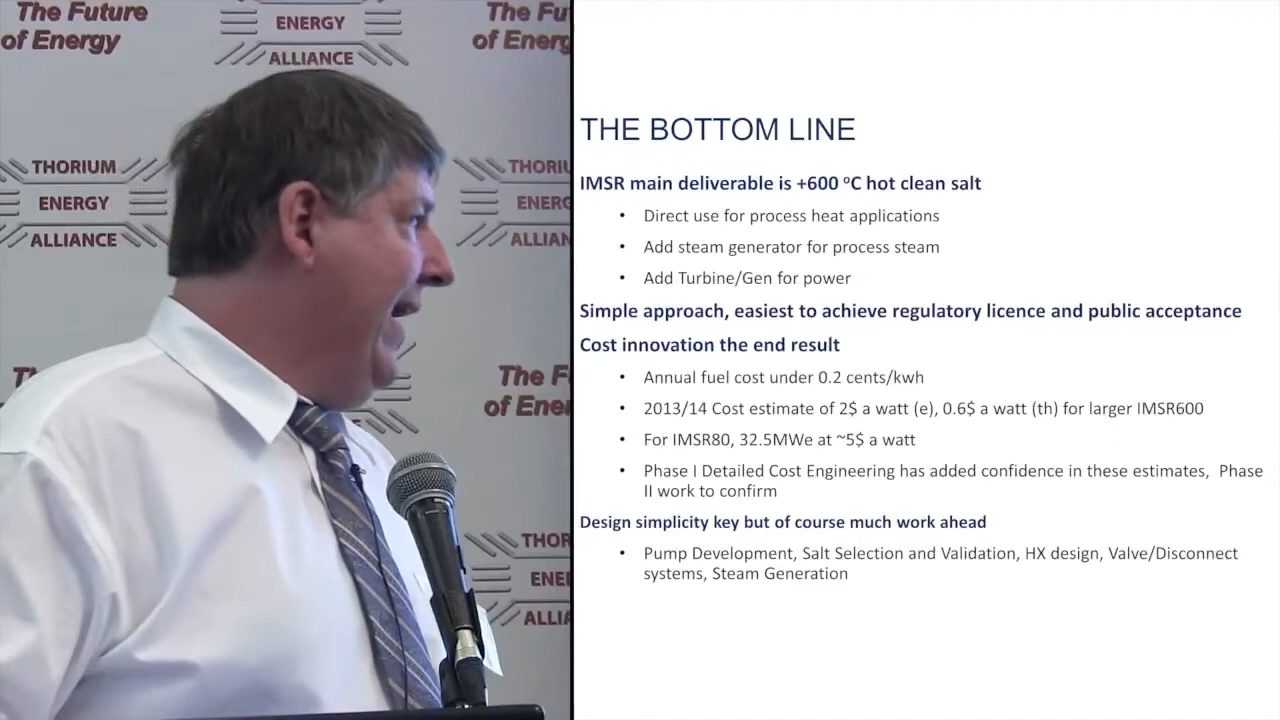 The Future
of Energy
THORIUM
ENERGY
ALLIANCE
ENERGY
ALLIANCE
The Future
of Energ
THORIU
ENERG
ALLIAN
The F
of Ener
THOR
ENE
ALLIA
THE BOTTOM LINE
IMSR main deliverable is +600 ºC hot clean salt
• Direct use for process heat applications
• Add steam generator for process steam
• Add Turbine/Gen for power
Simple approach, easiest to achieve regulatory licence and public acceptance
Cost innovation the end result
• Annual fuel cost under 0.2 cents/kwh
• 2013/14 Cost estimate of 2$ a watt (e), 0.6$ a watt (th) for larger IMSR600
• For IMSR80, 32.5MWe at ~5$ a watt
• Phase I Detailed Cost Engineering has added confidence in these estimates, Phase
II work to confirm
Design simplicity key but of course much work ahead
• Pump Development, Salt Selection and Validation, HX design, Valve/Disconnect
systems, Steam Generation